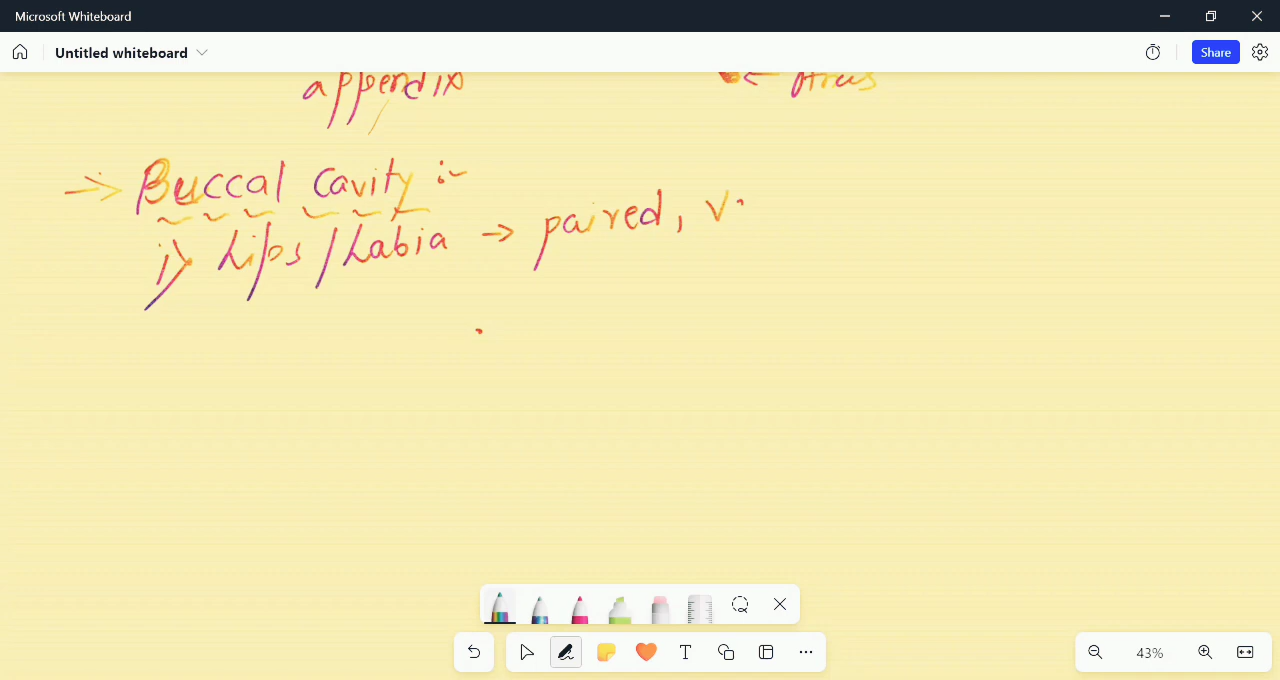 Microsoft Whiteboard
Untitled whiteboard
Share
appendix
→ Buccal Cavity :-
i) Lips / Labia → paired, v
43%